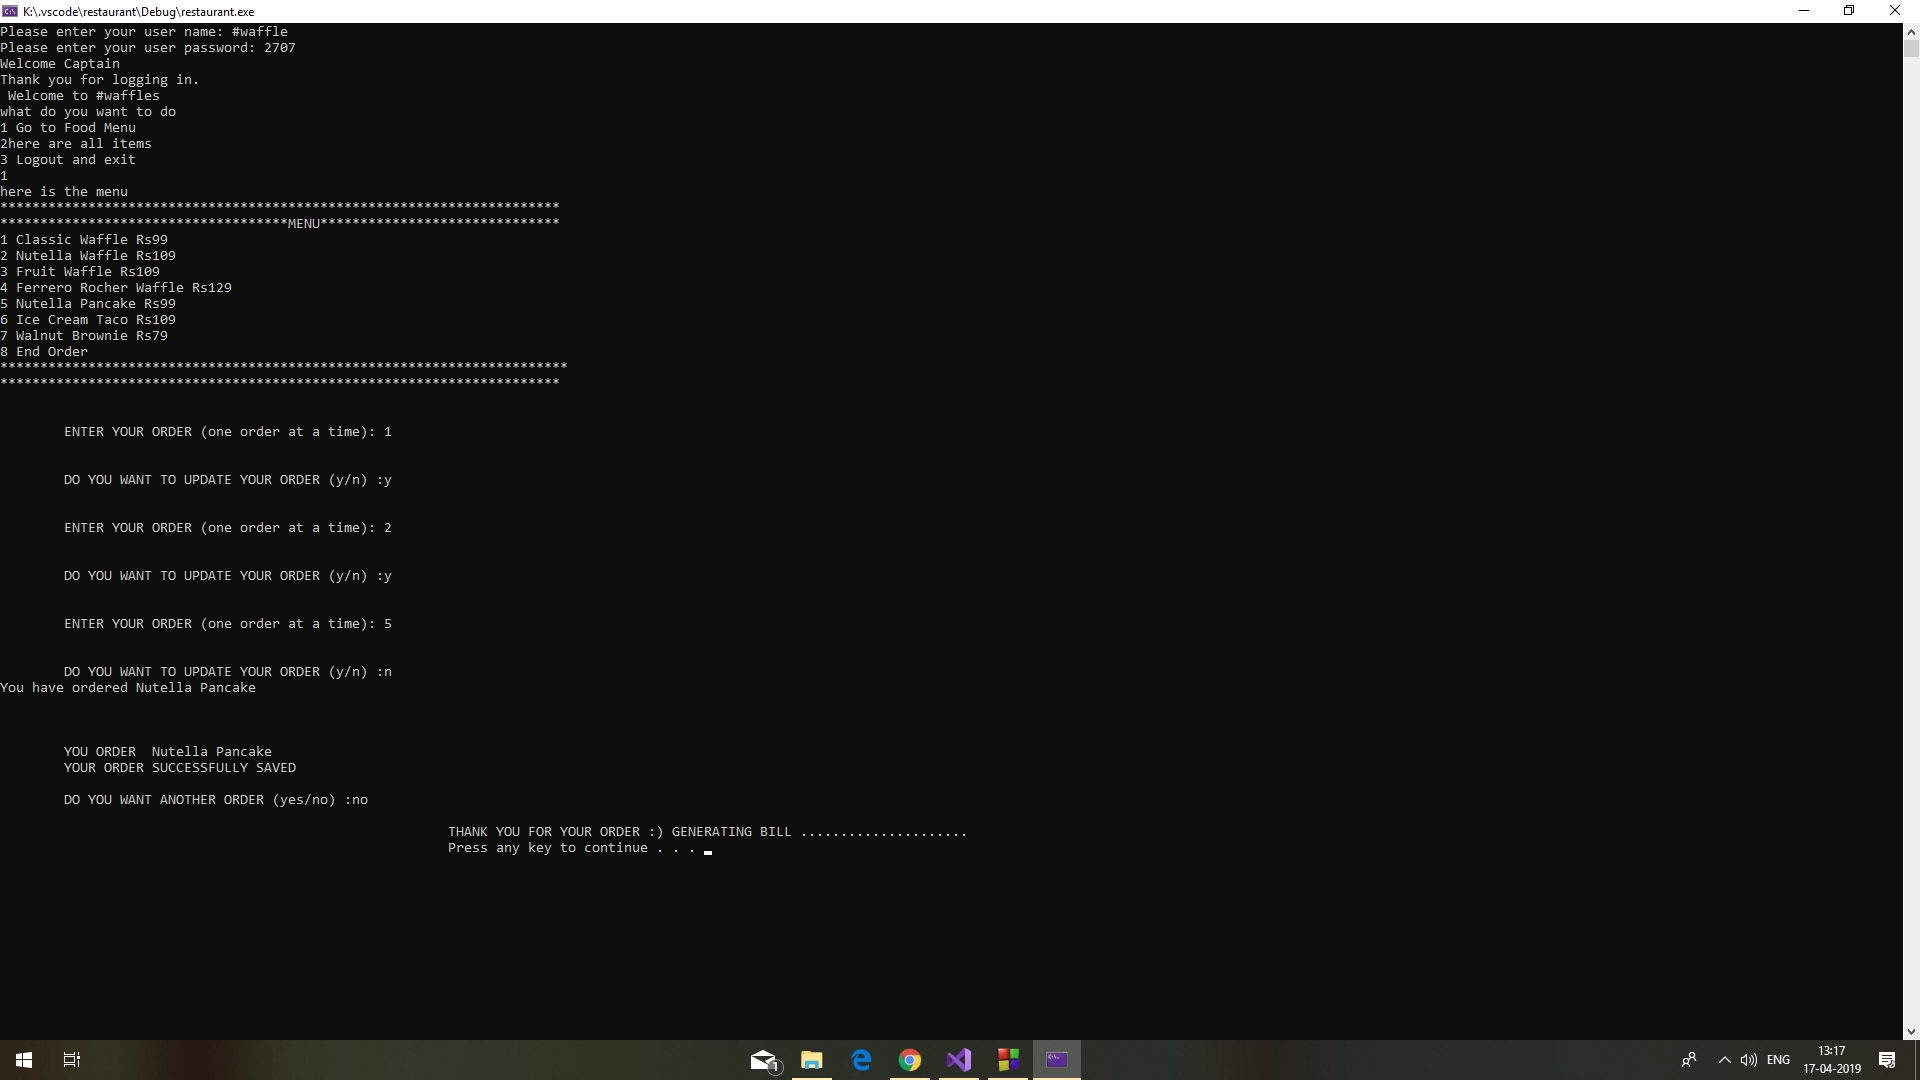 K:\.vscode\restaurant\Debug\restaurant.exe
Please enter your user name: #waffle
Please enter your user password: 2707
Welcome Captain
Thank you for logging in.
 Welcome to #waffles
what do you want to do
1 Go to Food Menu
2here are all items
3 Logout and exit
1
here is the menu
**********************************************************************
************************************MENU******************************
1 Classic Waffle Rs99
2 Nutella Waffle Rs109
3 Fruit Waffle Rs109
4 Ferrero Rocher Waffle Rs129
5 Nutella Pancake Rs99
6 Ice Cream Taco Rs109
7 Walnut Brownie Rs79
8 End Order
***********************************************************************
**********************************************************************
ENTER YOUR ORDER (one order at a time): 1
DO YOU WANT TO UPDATE YOUR ORDER (y/n) :y
ENTER YOUR ORDER (one order at a time): 2
DO YOU WANT TO UPDATE YOUR ORDER (y/n) :y
ENTER YOUR ORDER (one order at a time): 5
DO YOU WANT TO UPDATE YOUR ORDER (y/n) :n
You have ordered Nutella Pancake
YOU ORDER  Nutella Pancake
YOUR ORDER SUCCESSFULLY SAVED
DO YOU WANT ANOTHER ORDER (yes/no) :no
THANK YOU FOR YOUR ORDER :) GENERATING BILL .....................
Press any key to continue . . .
1
ENG
13:17
17-04-2019